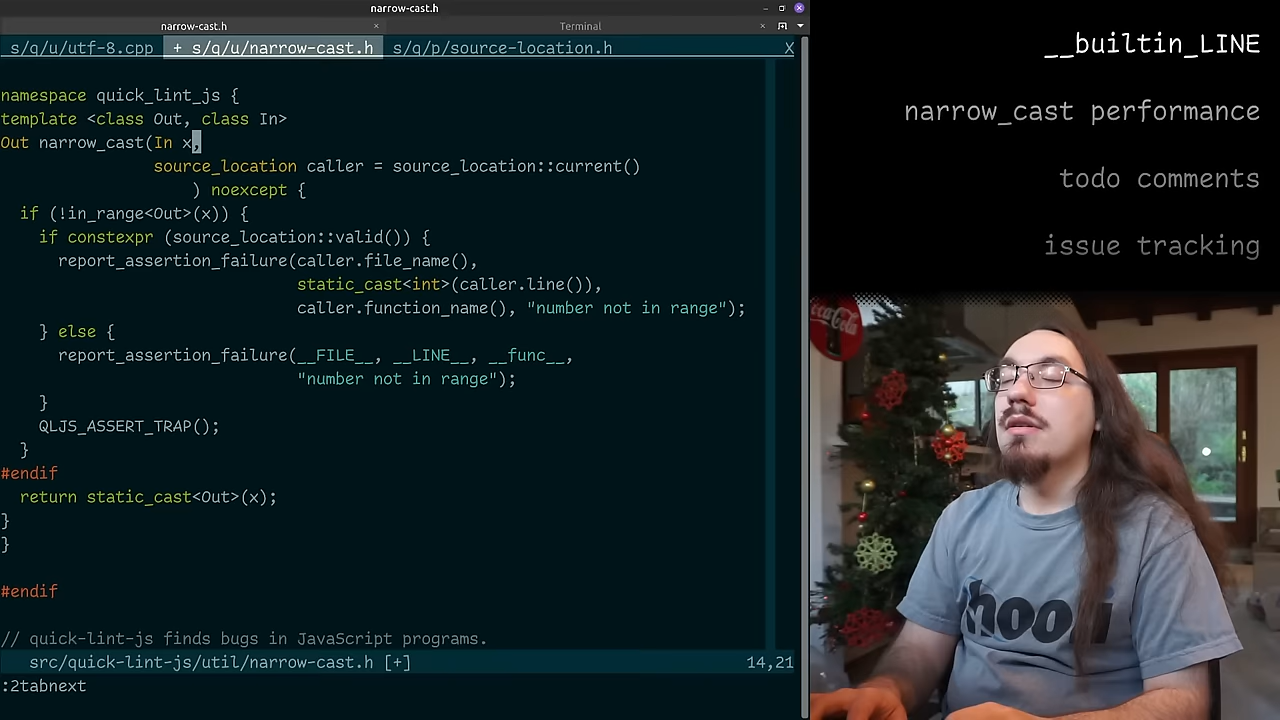 narrow-cast.h
narrow-cast.h × Terminal ×
s/q/u/utf-8.cpp + s/q/u/narrow-cast.h s/q/p/source-location.h X
namespace quick_lint_js {
template <class Out, class In>
Out narrow_cast(In x,
source_location caller = source_location::current()
) noexcept {
if (!in_range<Out>(x)) {
if constexpr (source_location::valid()) {
report_assertion_failure(caller.file_name(),
static_cast<int>(caller.line()),
caller.function_name(), "number not in range");
} else {
report_assertion_failure(__FILE__, __LINE__, __func__,
"number not in range");
}
QLJS_ASSERT_TRAP();
}
#endif
return static_cast<Out>(x);
}
}
#endif
// quick-lint-js finds bugs in JavaScript programs.
src/quick-lint-js/util/narrow-cast.h [+] 14,21
:2tabnext
__builtin_LINE
narrow_cast performance
todo comments
issue tracking
Coca-Cola